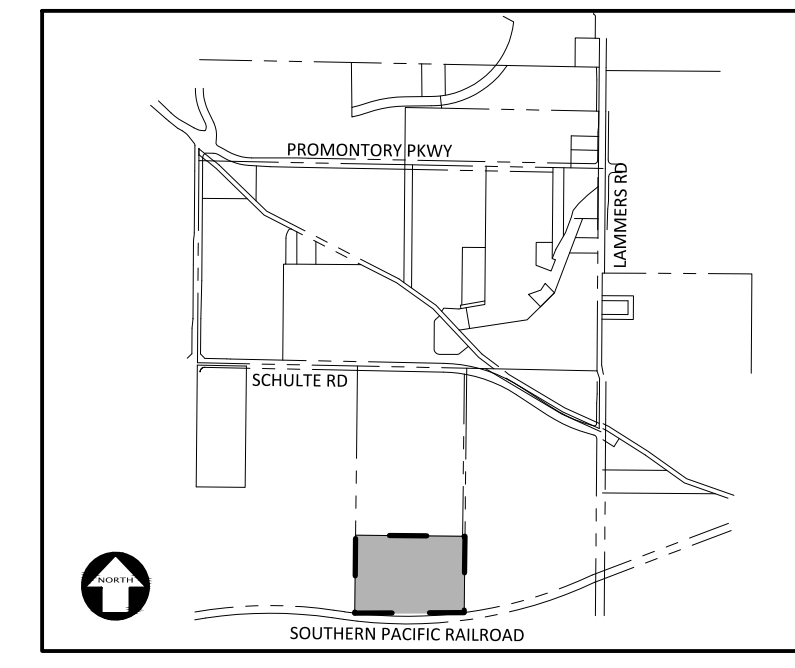 PROMONTORY PKWY
LAMMERS RD
SCHULTE RD
NORTH
SOUTHERN PACIFIC RAILROAD